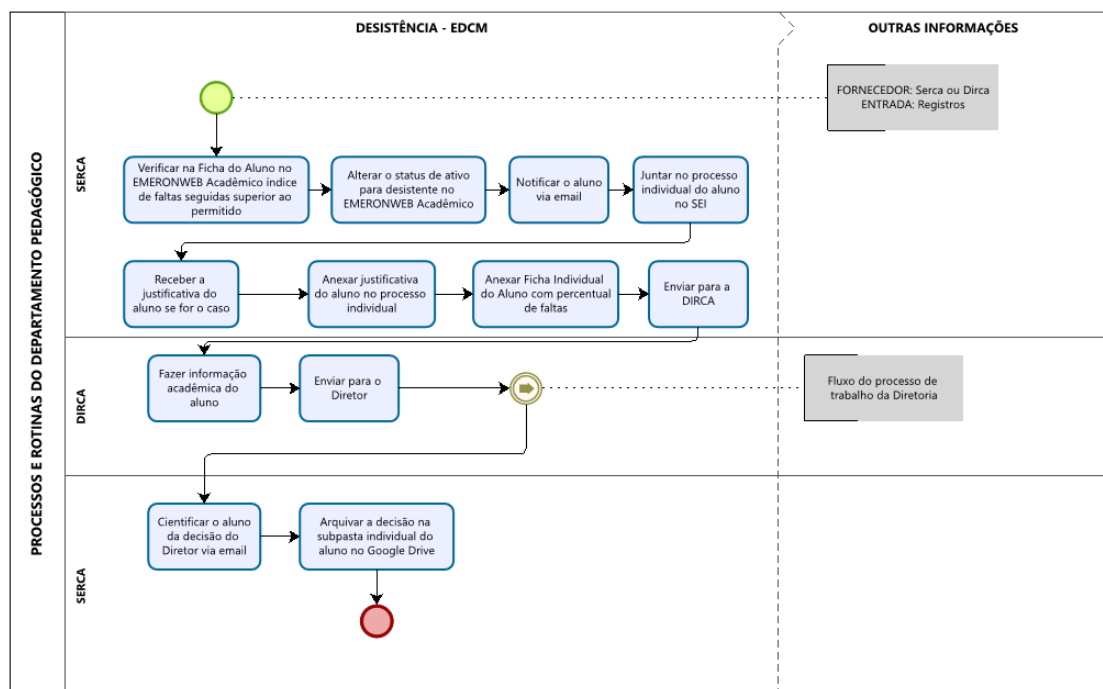 PROCESSOS E ROTINAS DO DEPARTAMENTO PEDAGÓGICO
DESISTÊNCIA - EDCM
OUTRAS INFORMAÇÕES
SERCA
FORNECEDOR: Serca ou Dirca
ENTRADA: Registros
Verificar na Ficha do Aluno no
EMERONWEB Acadêmico índice
de faltas seguidas superior ao
permitido
Alterar o status de ativo
para desistente no
EMERONWEB Acadêmico
Notificar o aluno
via email
Juntar no processo
individual do aluno
no SEI
Receber a
justificativa do
aluno se for o caso
Anexar justificativa
do aluno no processo
individual
Anexar Ficha Individual
do Aluno com percentual
de faltas
Enviar para a
DIRCA
DIRCA
Fazer informação
acadêmica do
aluno
Enviar para o
Diretor
Fluxo do processo de
trabalho da Diretoria
SERCA
Cientificar o aluno
da decisão do
Diretor via email
Arquivar a decisão na
subpasta individual do
aluno no Google Drive